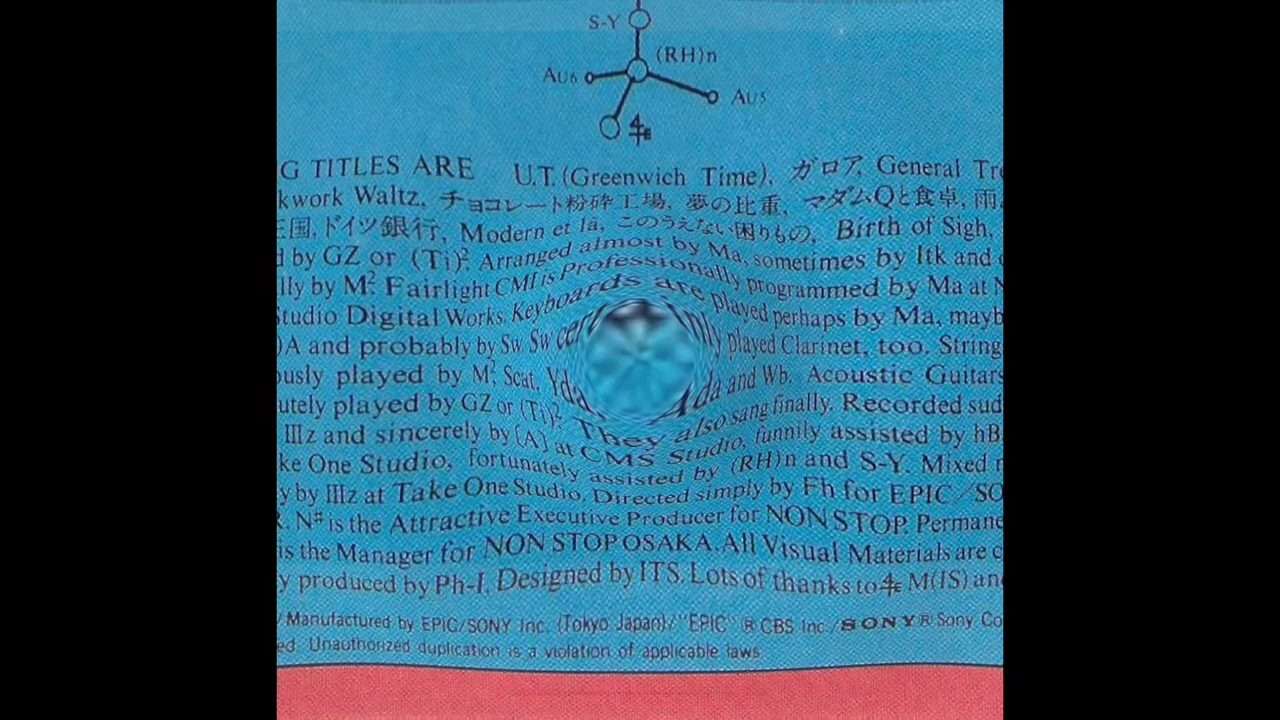 S-Y
(RH)n
Au6
Au5
G TITLES ARE U.T. (Greenwich Time), ガロア, General Tre
kwork Waltz, チョコレート粉砕工場, 夢の比重, マダムQと食卓, 雨
王国, ドイツ銀行, Modern et là, このうえない困りもの, Birth of Sigh,
d by GZ or (Ti)². Arranged almost by Ma, sometimes by Itk and
lly by M². Fairlight CMI is Professionally programmed by Ma at N
Studio Digital Works. Keyboards are played perhaps by Ma, mayb
)A and probably by Sw. Sw cer nly played Clarinet, too. String
ously played by M², Scat, Yda da and Wb. Acoustic Guitars
utely played by GZ or (Ti)². They also sang finally. Recorded sud
IIIz and sincerely by (A) at CMS Studio, funnily assisted by hB
ke One Studio, fortunately assisted by (RH)n and S-Y. Mixed
y by IIIz at Take One Studio. Directed simply by Fh for EPIC/SO
R. N# is the Attractive Executive Producer for NON STOP. Permane
is the Manager for NON STOP OSAKA. All Visual Materials are c
y produced by Ph-I. Designed by ITS. Lots of thanks to M(IS) an
/Manufactured by EPIC/SONY Inc. (Tokyo Japan)/"EPIC" ® CBS Inc./SONY® Sony Co
ed. Unauthorized duplication is a violation of applicable laws.